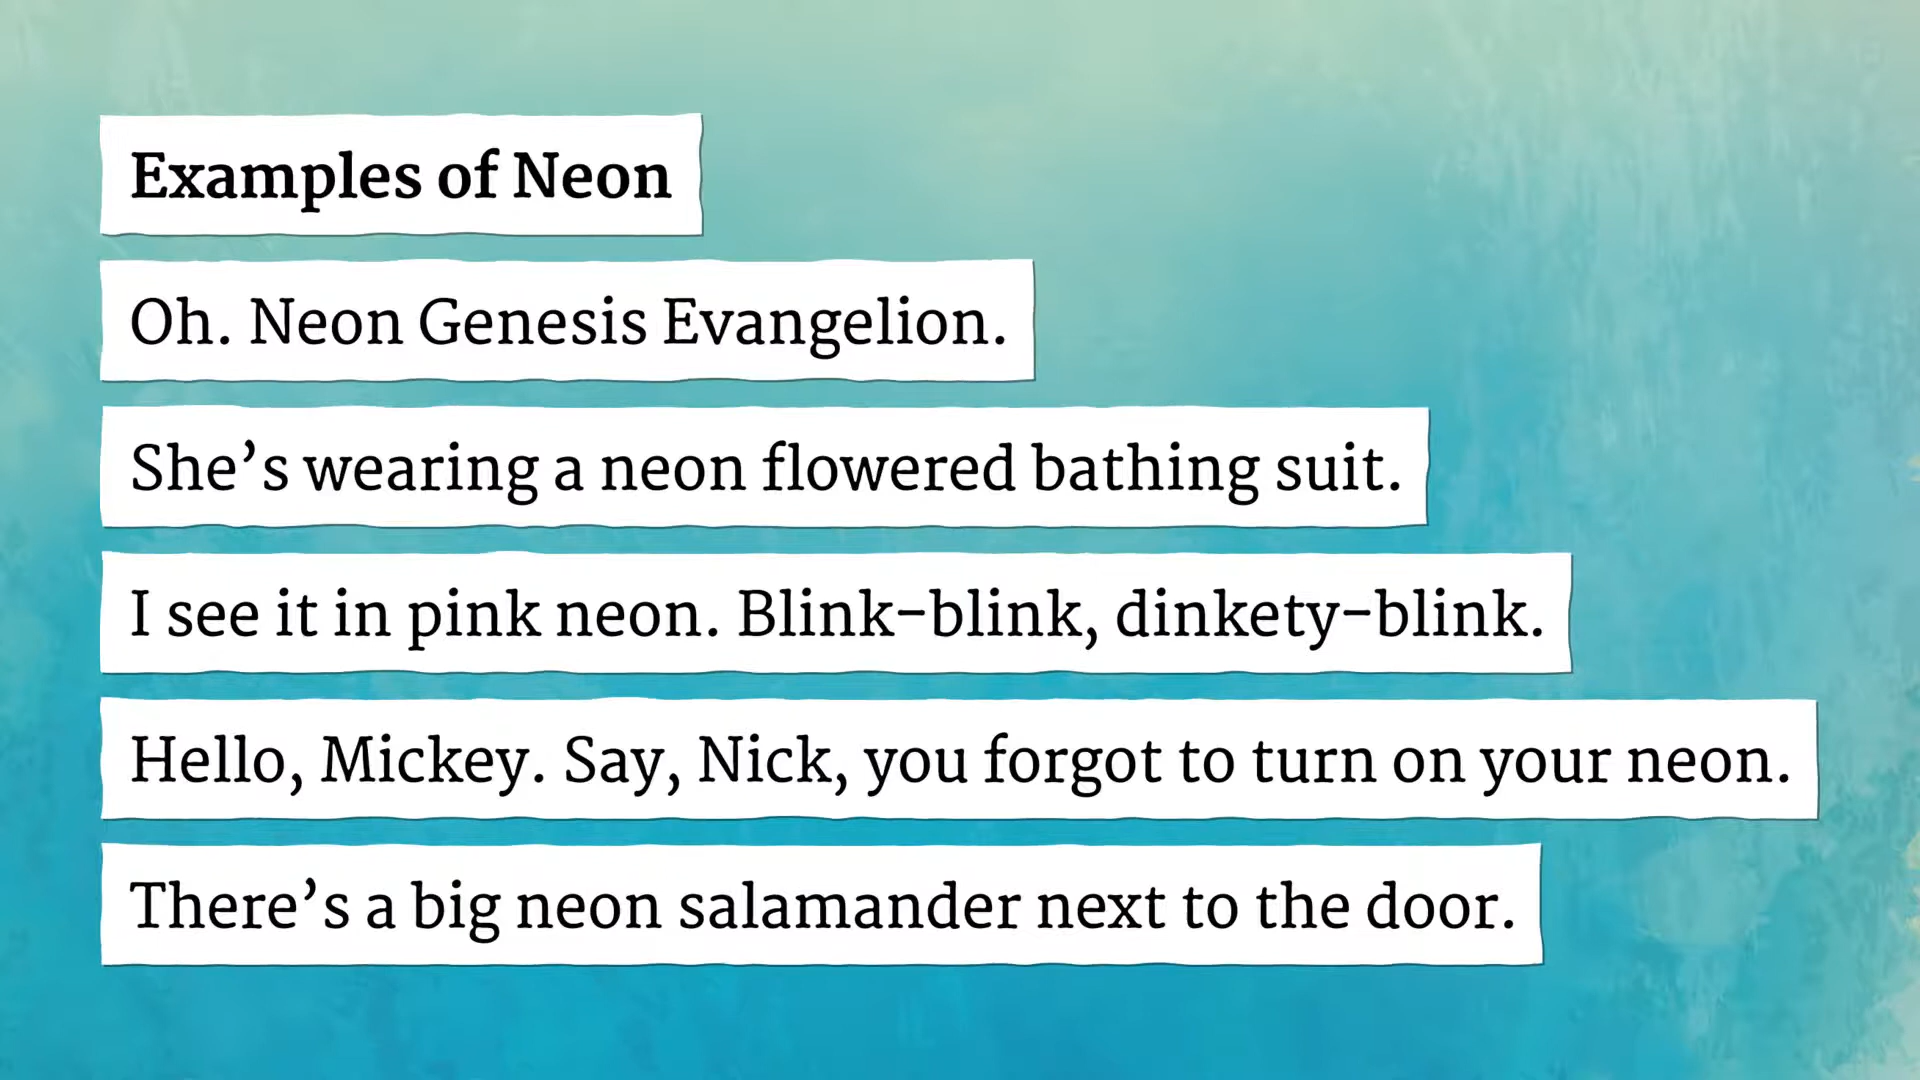 Examples of Neon
Oh. Neon Genesis Evangelion.
She’s wearing a neon flowered bathing suit.
I see it in pink neon. Blink-blink, dinkety-blink.
Hello, Mickey. Say, Nick, you forgot to turn on your neon.
There’s a big neon salamander next to the door.